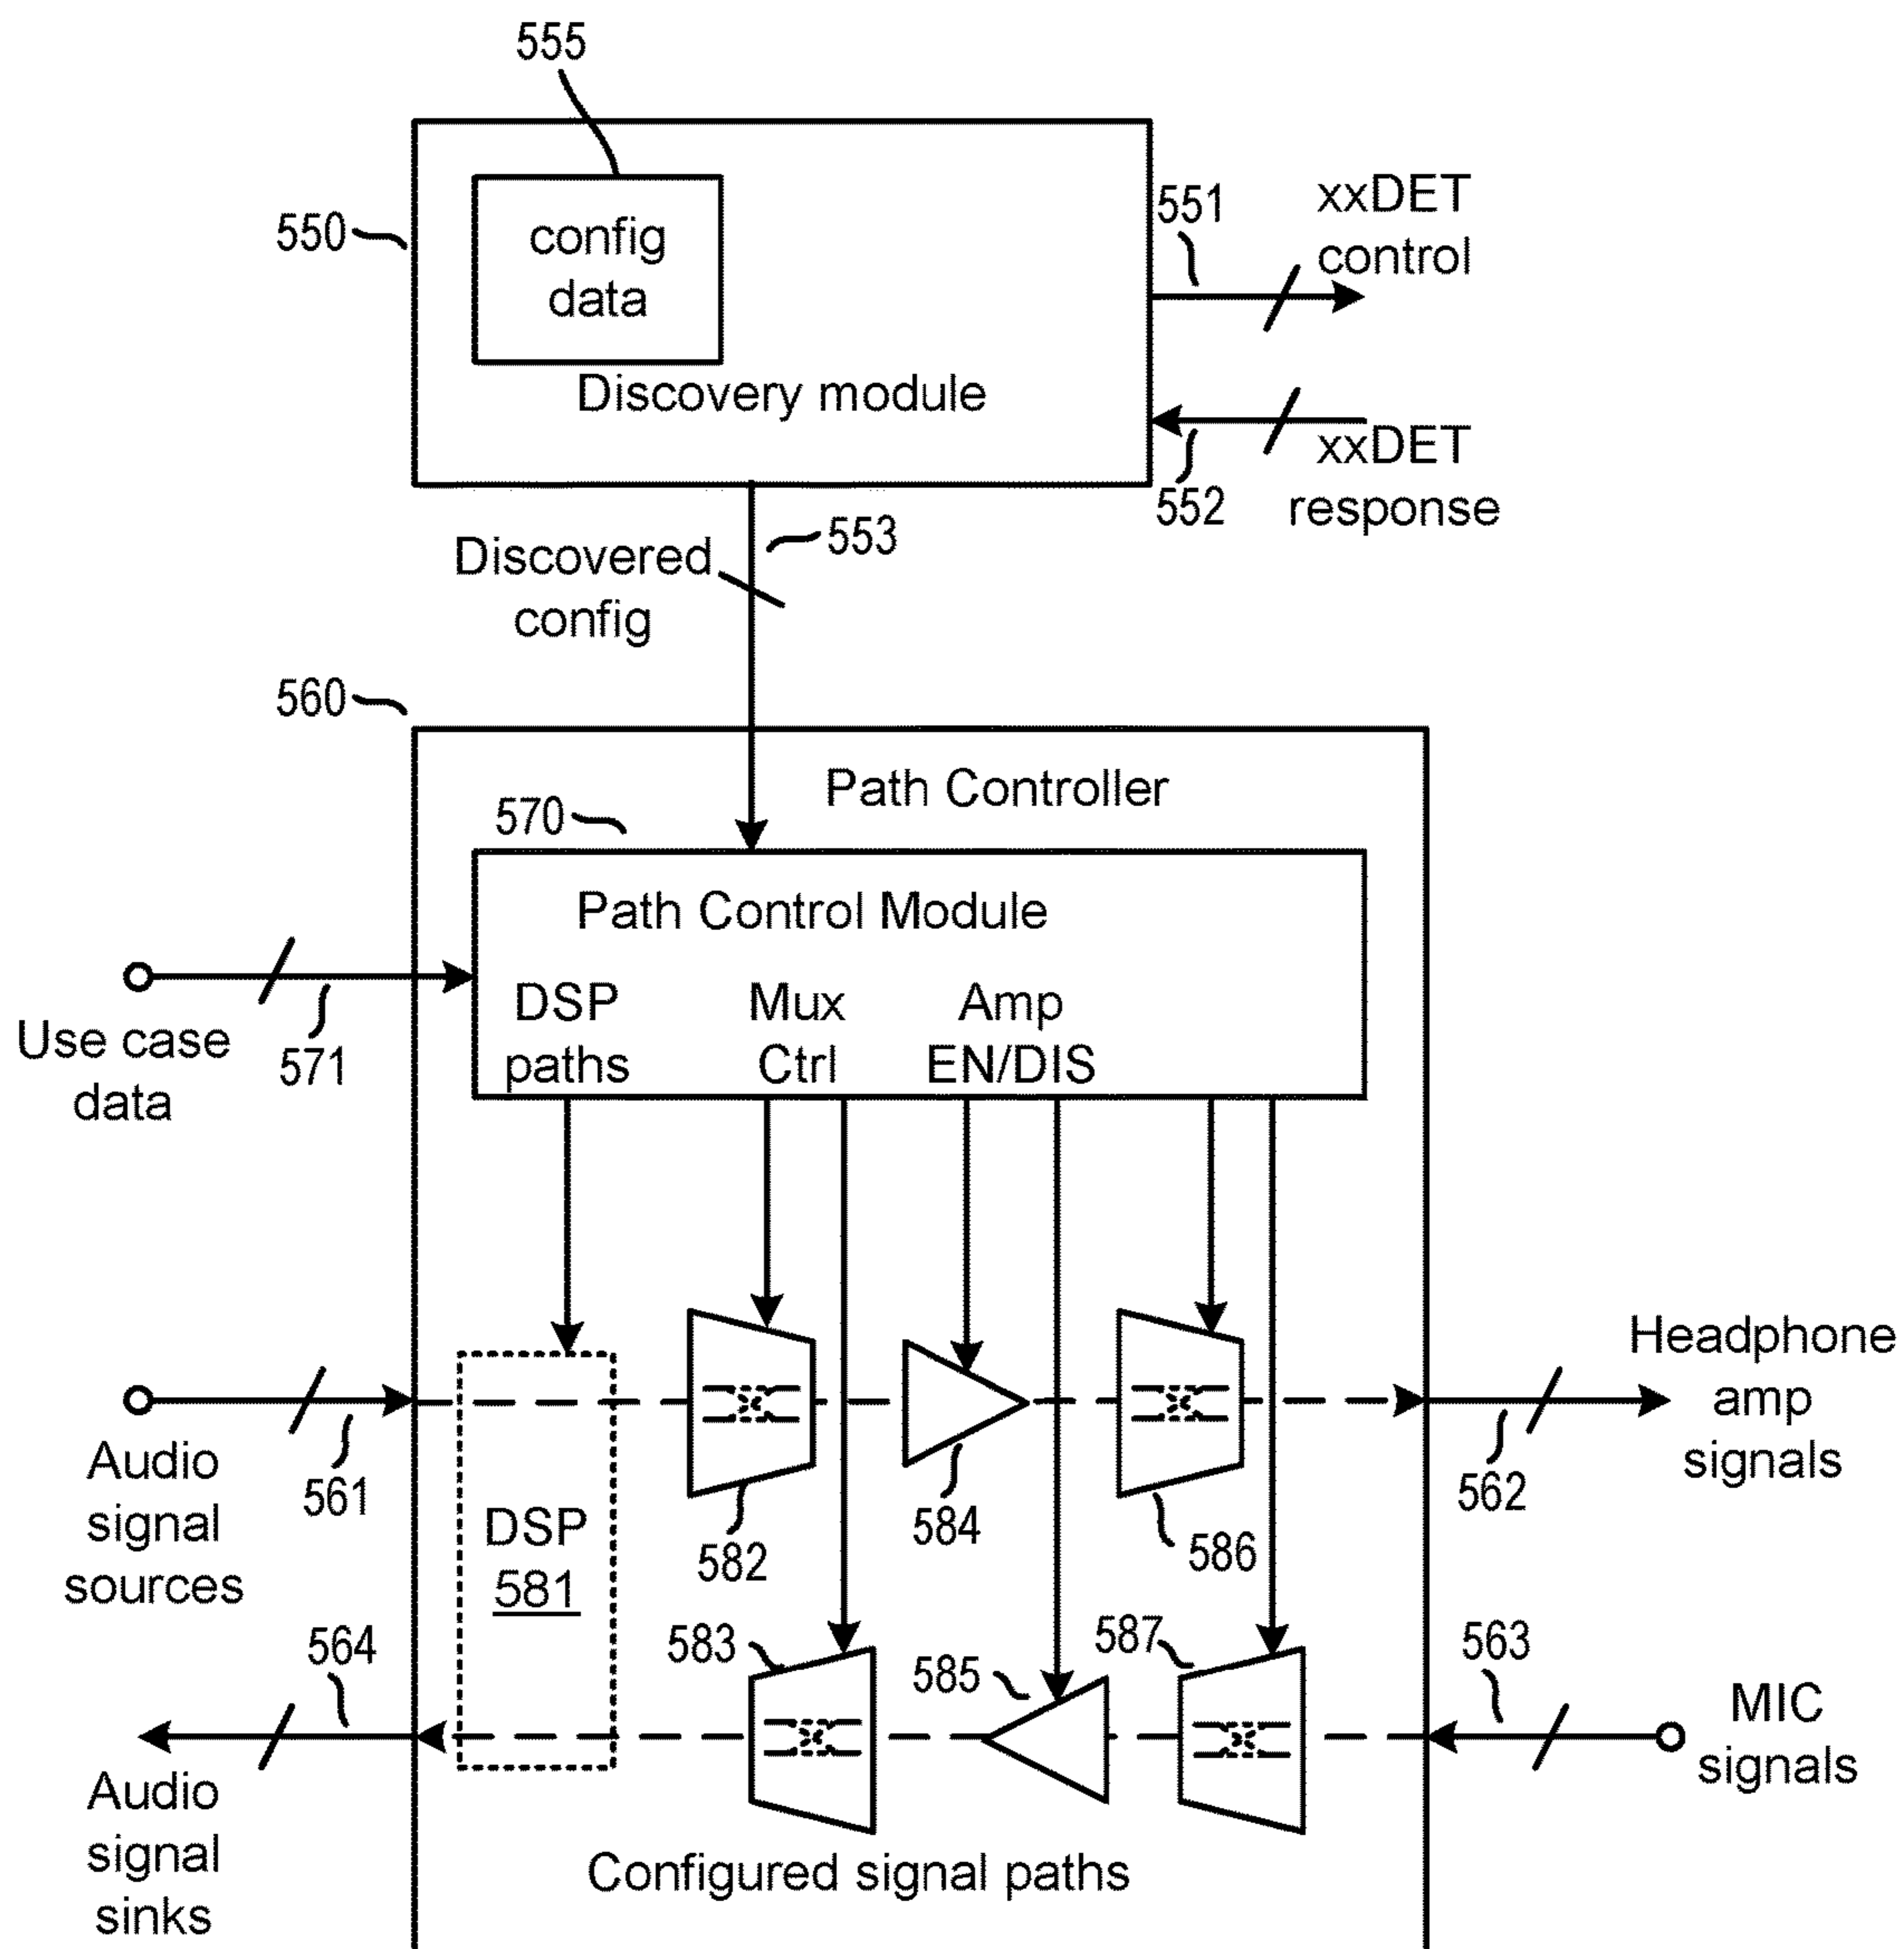 555
550
config
data
Discovery module
551
xxDET
control
552
xxDET
response
553
Discovered
config
560
Path Controller
570
Path Control Module
DSP
paths
Mux
Ctrl
Amp
EN/DIS
571
Use case
data
561
Audio
signal
sources
DSP
581
582
584
586
562
Headphone
amp
signals
564
Audio
signal
sinks
583
585
587
563
MIC
signals
Configured signal paths